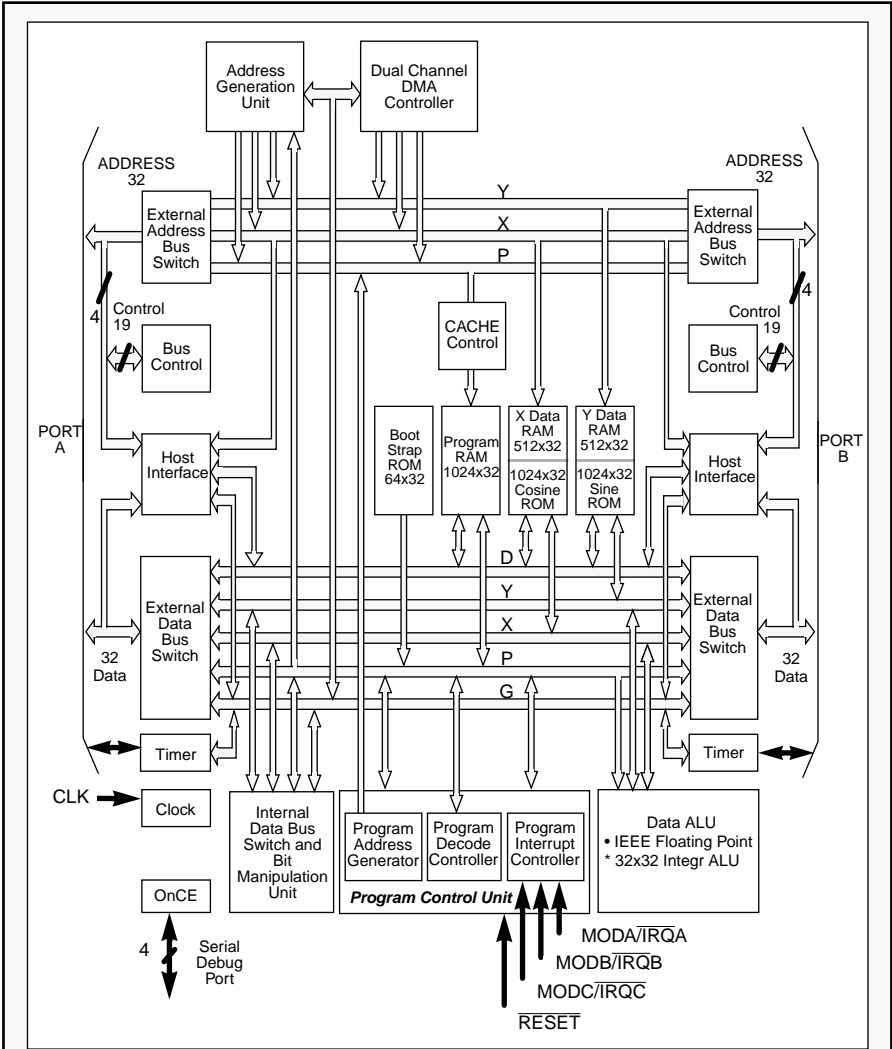 Address
Generation
Unit
Dual Channel
DMA
Controller
ADDRESS
32
ADDRESS
32
External
Address
Bus
Switch
Y
X
P
External
Address
Bus
Switch
4
Control
19
Bus
Control
CACHE
Control
4
Control
19
Bus
Control
PORT
A
Host
Interface
Boot
Strap
ROM
64x32
Program
RAM
1024x32
X Data
RAM
512x32
1024x32
Cosine
ROM
Y Data
RAM
512x32
1024x32
Sine
ROM
Host
Interface
PORT
B
External
Data
Bus
Switch
D
Y
X
P
G
External
Data
Bus
Switch
32
Data
32
Data
Timer
Timer
CLK
Clock
Internal
Data Bus
Switch and
Bit
Manipulation
Unit
Program
Address
Generator
Program
Decode
Controller
Program
Interrupt
Controller
Program Control Unit
Data ALU
• IEEE Floating Point
* 32x32 Integr ALU
OnCE
4
Serial
Debug
Port
MODA/IRQA
MODB/IRQB
MODC/IRQC
RESET